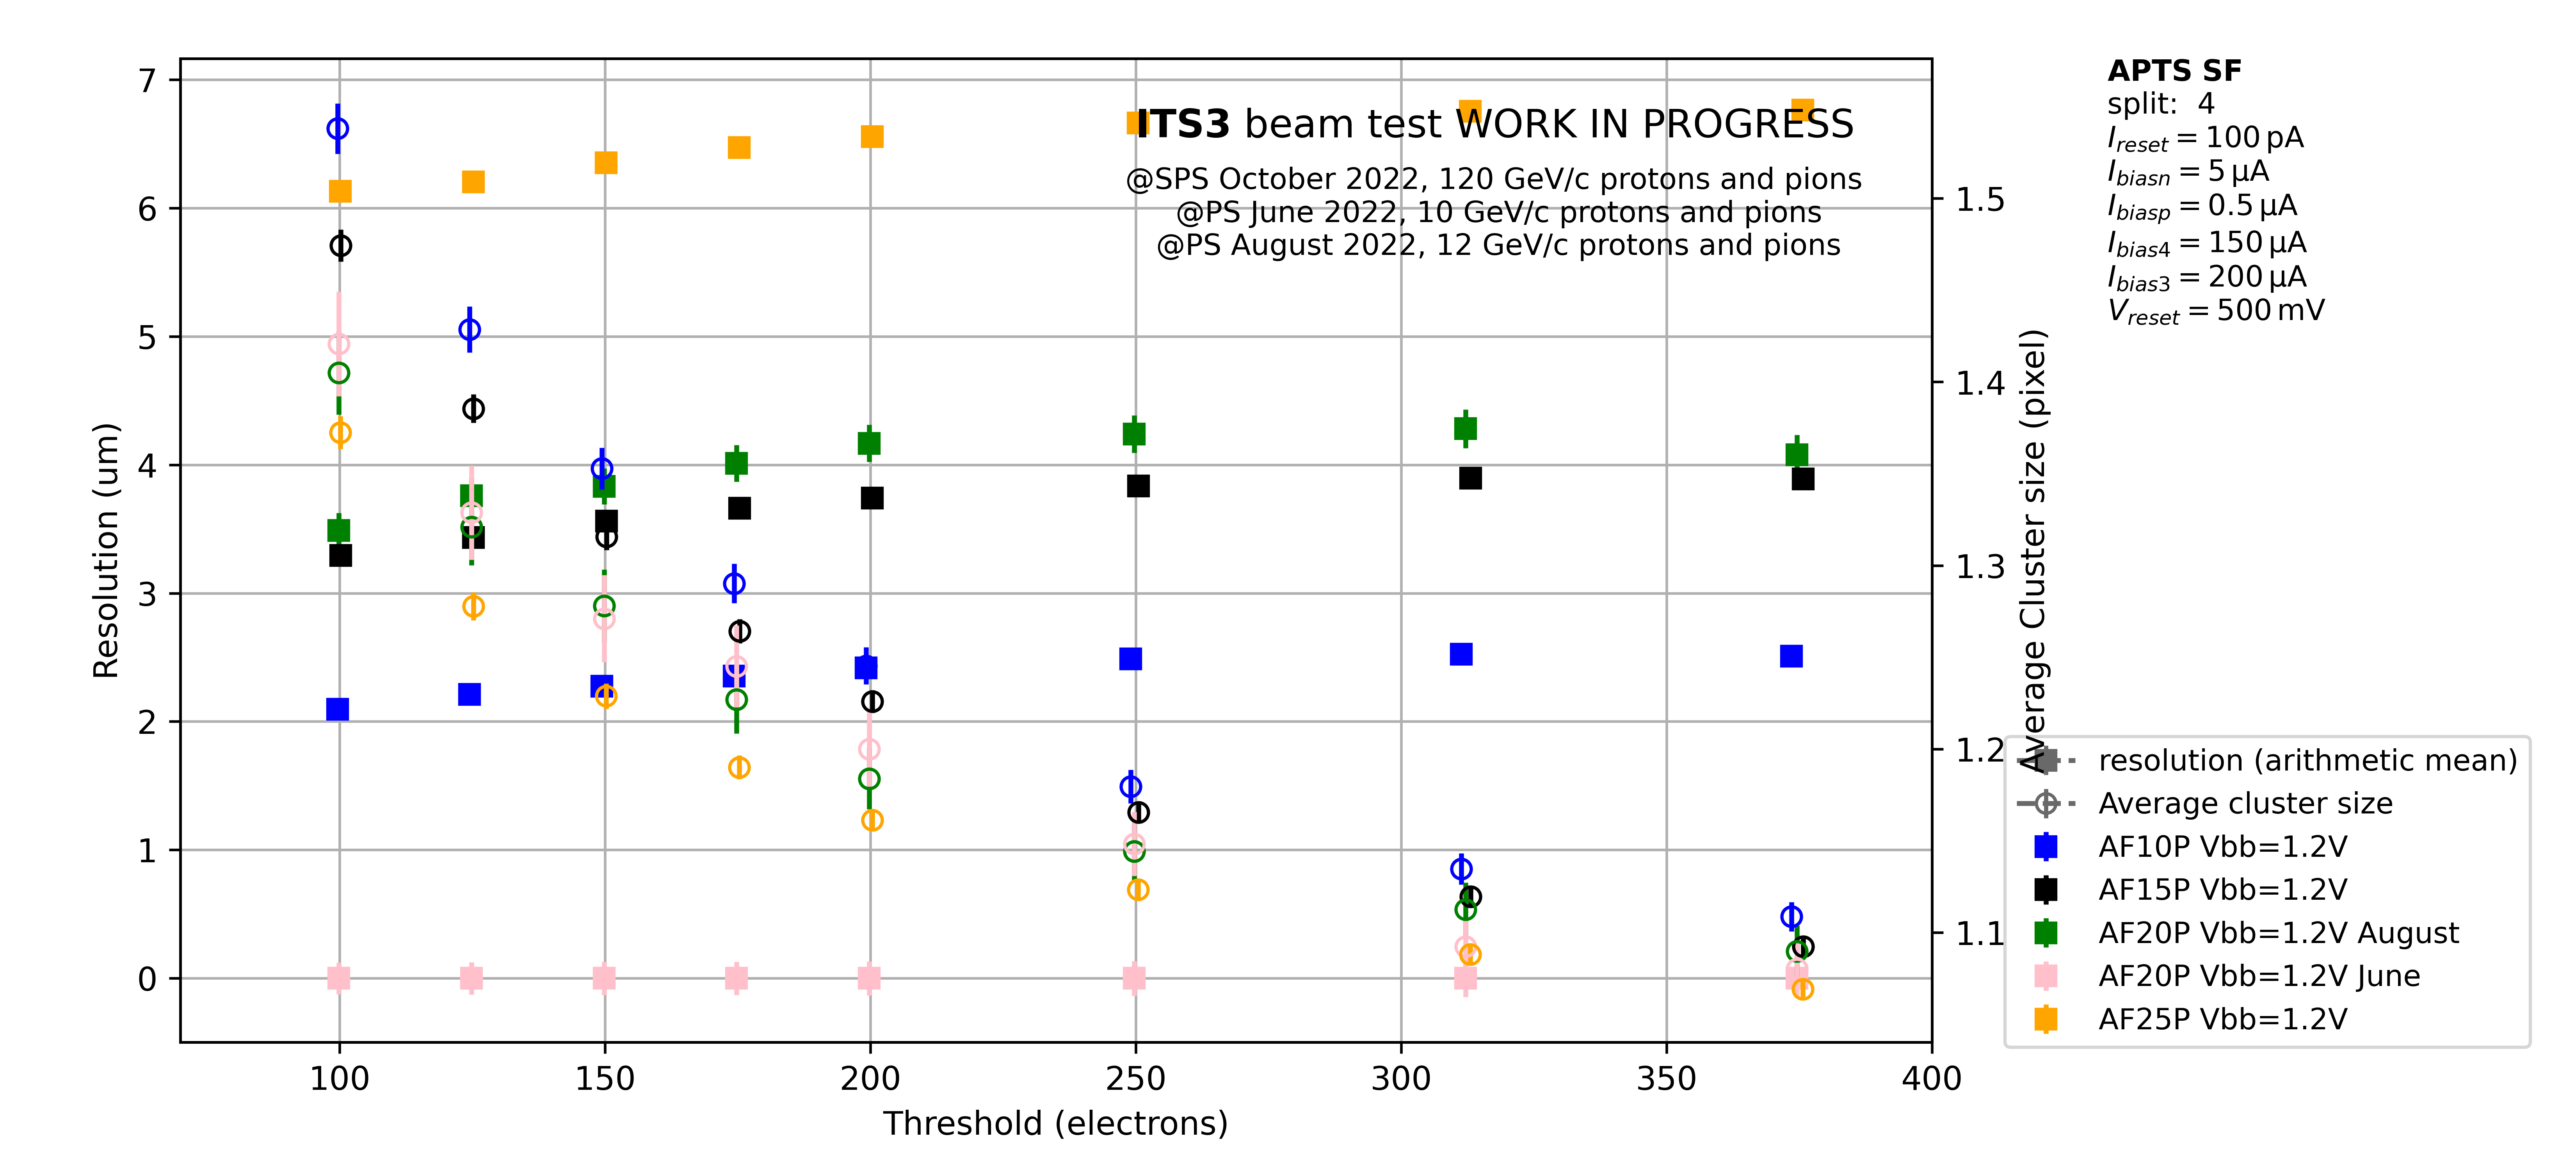 7
6
5
4
3
2
1
0
Resolution (um)
100
150
200
250
300
350
400
Threshold (electrons)
ITS3 beam test WORK IN PROGRESS
@SPS October 2022, 120 GeV/c protons and pions
@PS June 2022, 10 GeV/c protons and pions
@PS August 2022, 12 GeV/c protons and pions
1.5
1.4
1.3
1.2
1.1
Average Cluster size (pixel)
APTS SF
split: 4
I_reset = 100 pA
I_biasn = 5 μA
I_biasp = 0.5 μA
I_bias4 = 150 μA
I_bias3 = 200 μA
V_reset = 500 mV
resolution (arithmetic mean)
Average cluster size
AF10P Vbb=1.2V
AF15P Vbb=1.2V
AF20P Vbb=1.2V August
AF20P Vbb=1.2V June
AF25P Vbb=1.2V